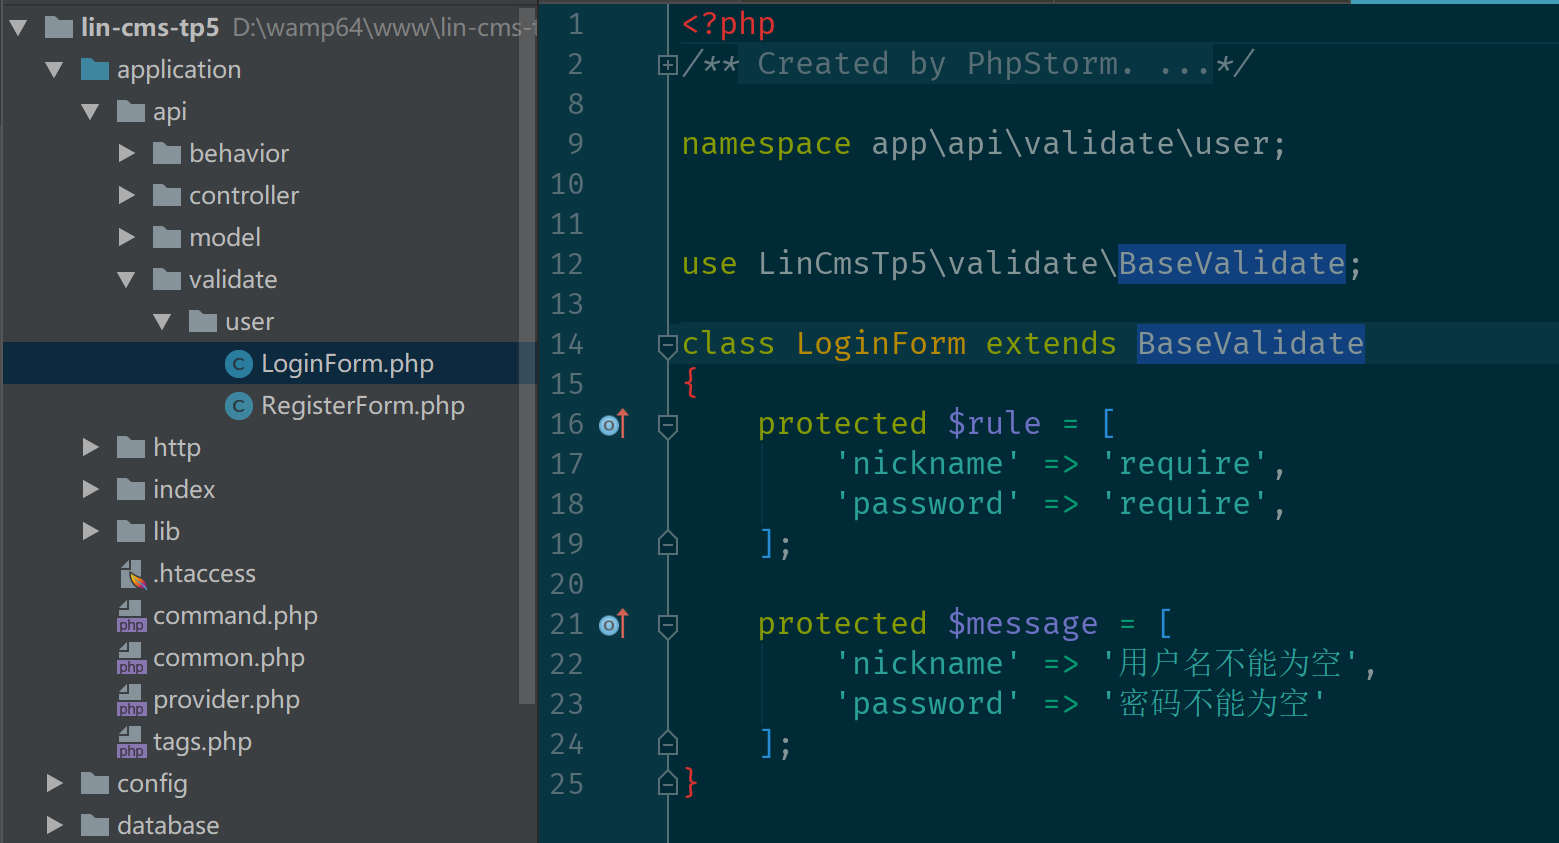 lin-cms-tp5 D:\wamp64\www\lin-cms-t
application
api
behavior
controller
model
validate
user
LoginForm.php
RegisterForm.php
http
index
lib
.htaccess
command.php
common.php
provider.php
tags.php
config
database
1 <?php
2 /** Created by PhpStorm. ...*/
8
9 namespace app\api\validate\user;
10
11
12 use LinCmsTp5\validate\BaseValidate;
13
14 class LoginForm extends BaseValidate
15 {
16 protected $rule = [
17 'nickname' => 'require',
18 'password' => 'require',
19 ];
20
21 protected $message = [
22 'nickname' => '用户名不能为空',
23 'password' => '密码不能为空'
24 ];
25 }